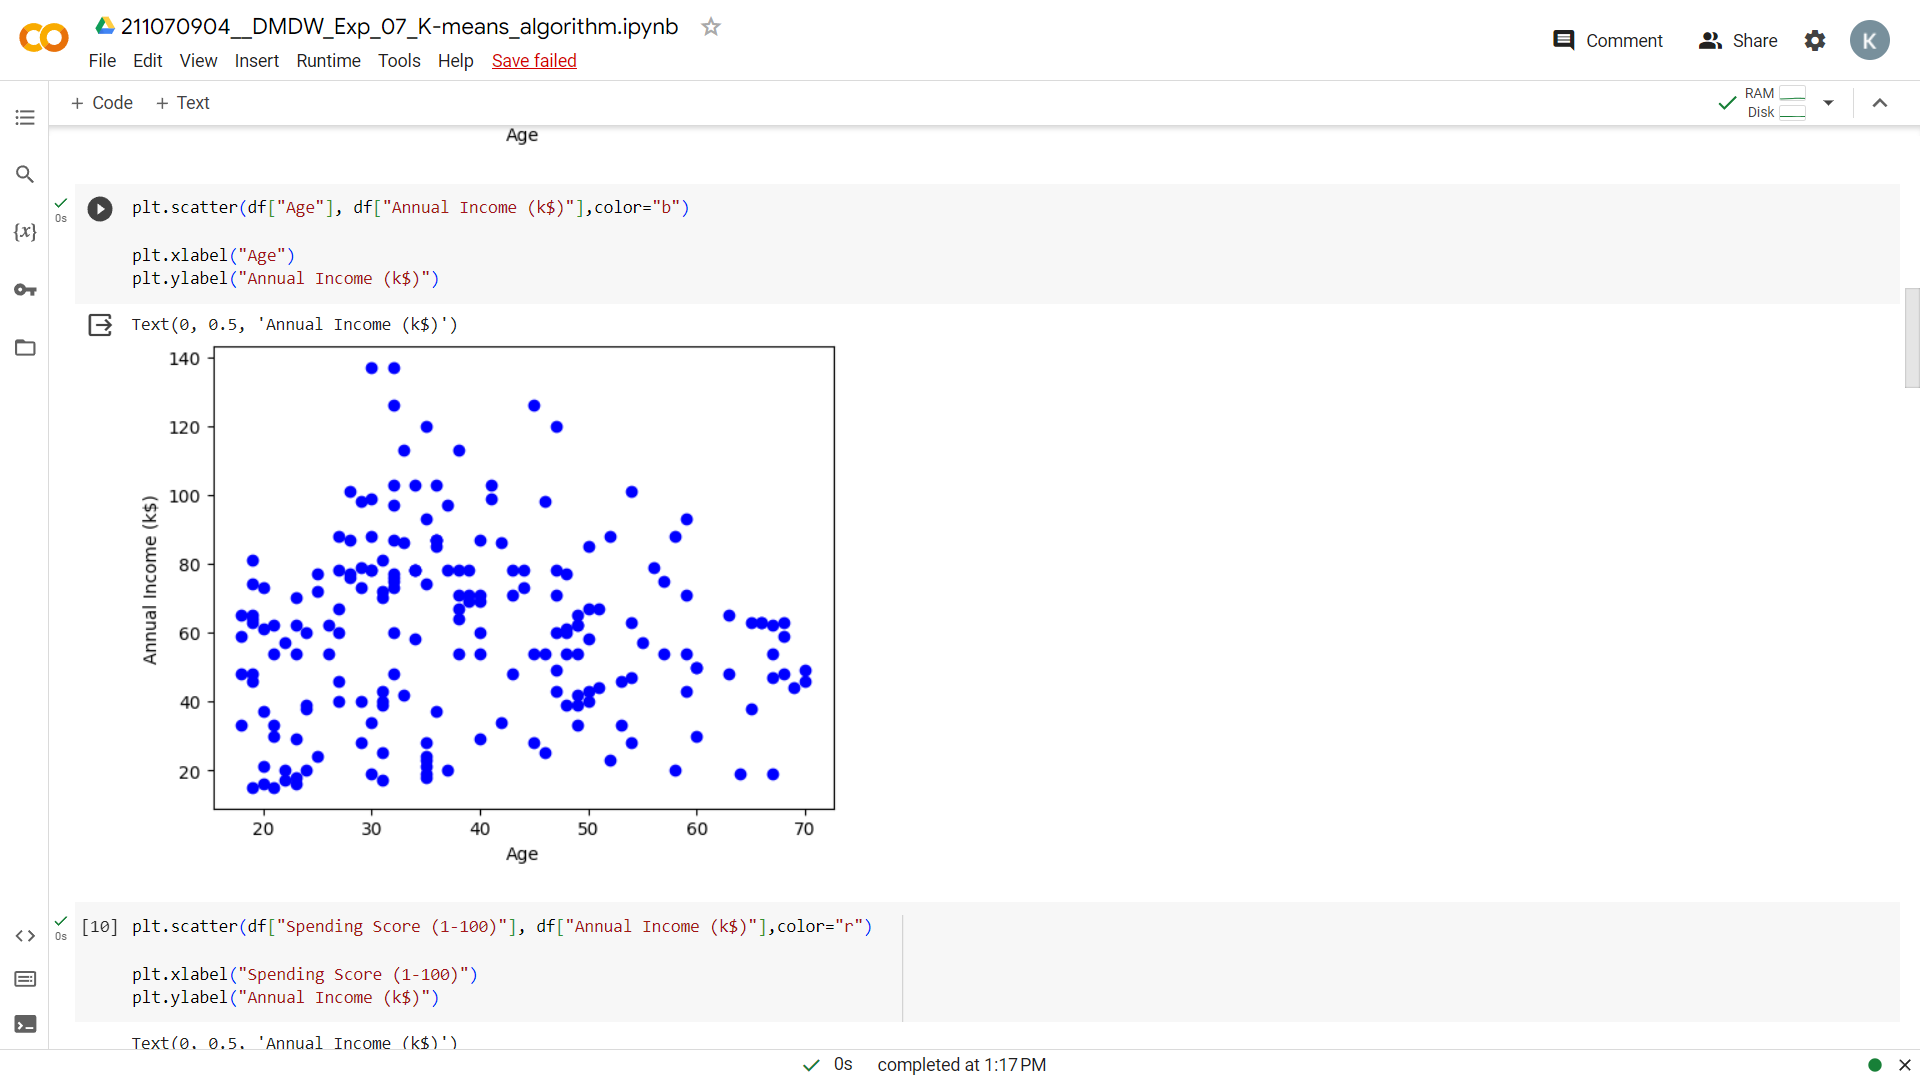 211070904__DMDW_Exp_07_K-means_algorithm.ipynb
File Edit View Insert Runtime Tools Help Save failed
Comment Share K
+ Code + Text
RAM
Disk
Age
0s
plt.scatter(df["Age"], df["Annual Income (k$)"],color="b")
plt.xlabel("Age")
plt.ylabel("Annual Income (k$)")
Text(0, 0.5, 'Annual Income (k$)')
140
120
100
80
60
40
20
Annual Income (k$)
20 30 40 50 60 70
Age
0s
[10] plt.scatter(df["Spending Score (1-100)"], df["Annual Income (k$)"],color="r")
plt.xlabel("Spending Score (1-100)")
plt.ylabel("Annual Income (k$)")
Text(0, 0.5, 'Annual Income (k$)')
0s completed at 1:17 PM
{x}